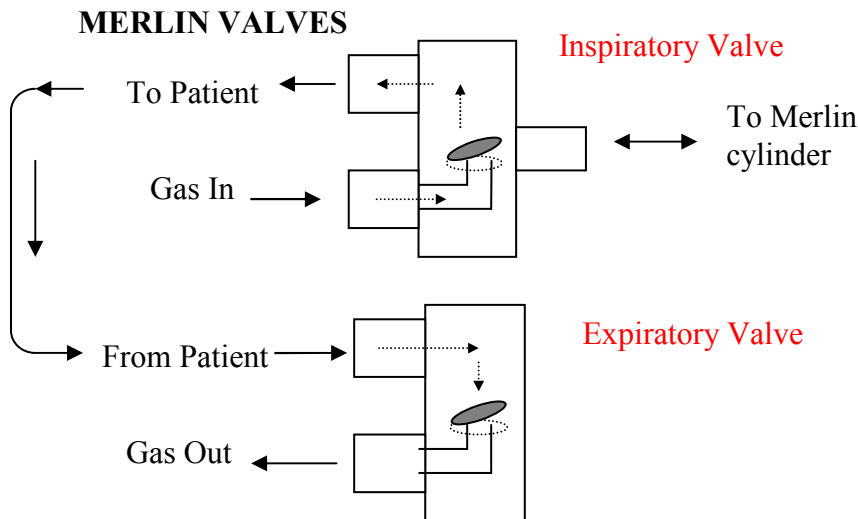 MERLIN VALVES
Inspiratory Valve
To Patient
To Merlin
cylinder
Gas In
Expiratory Valve
From Patient
Gas Out